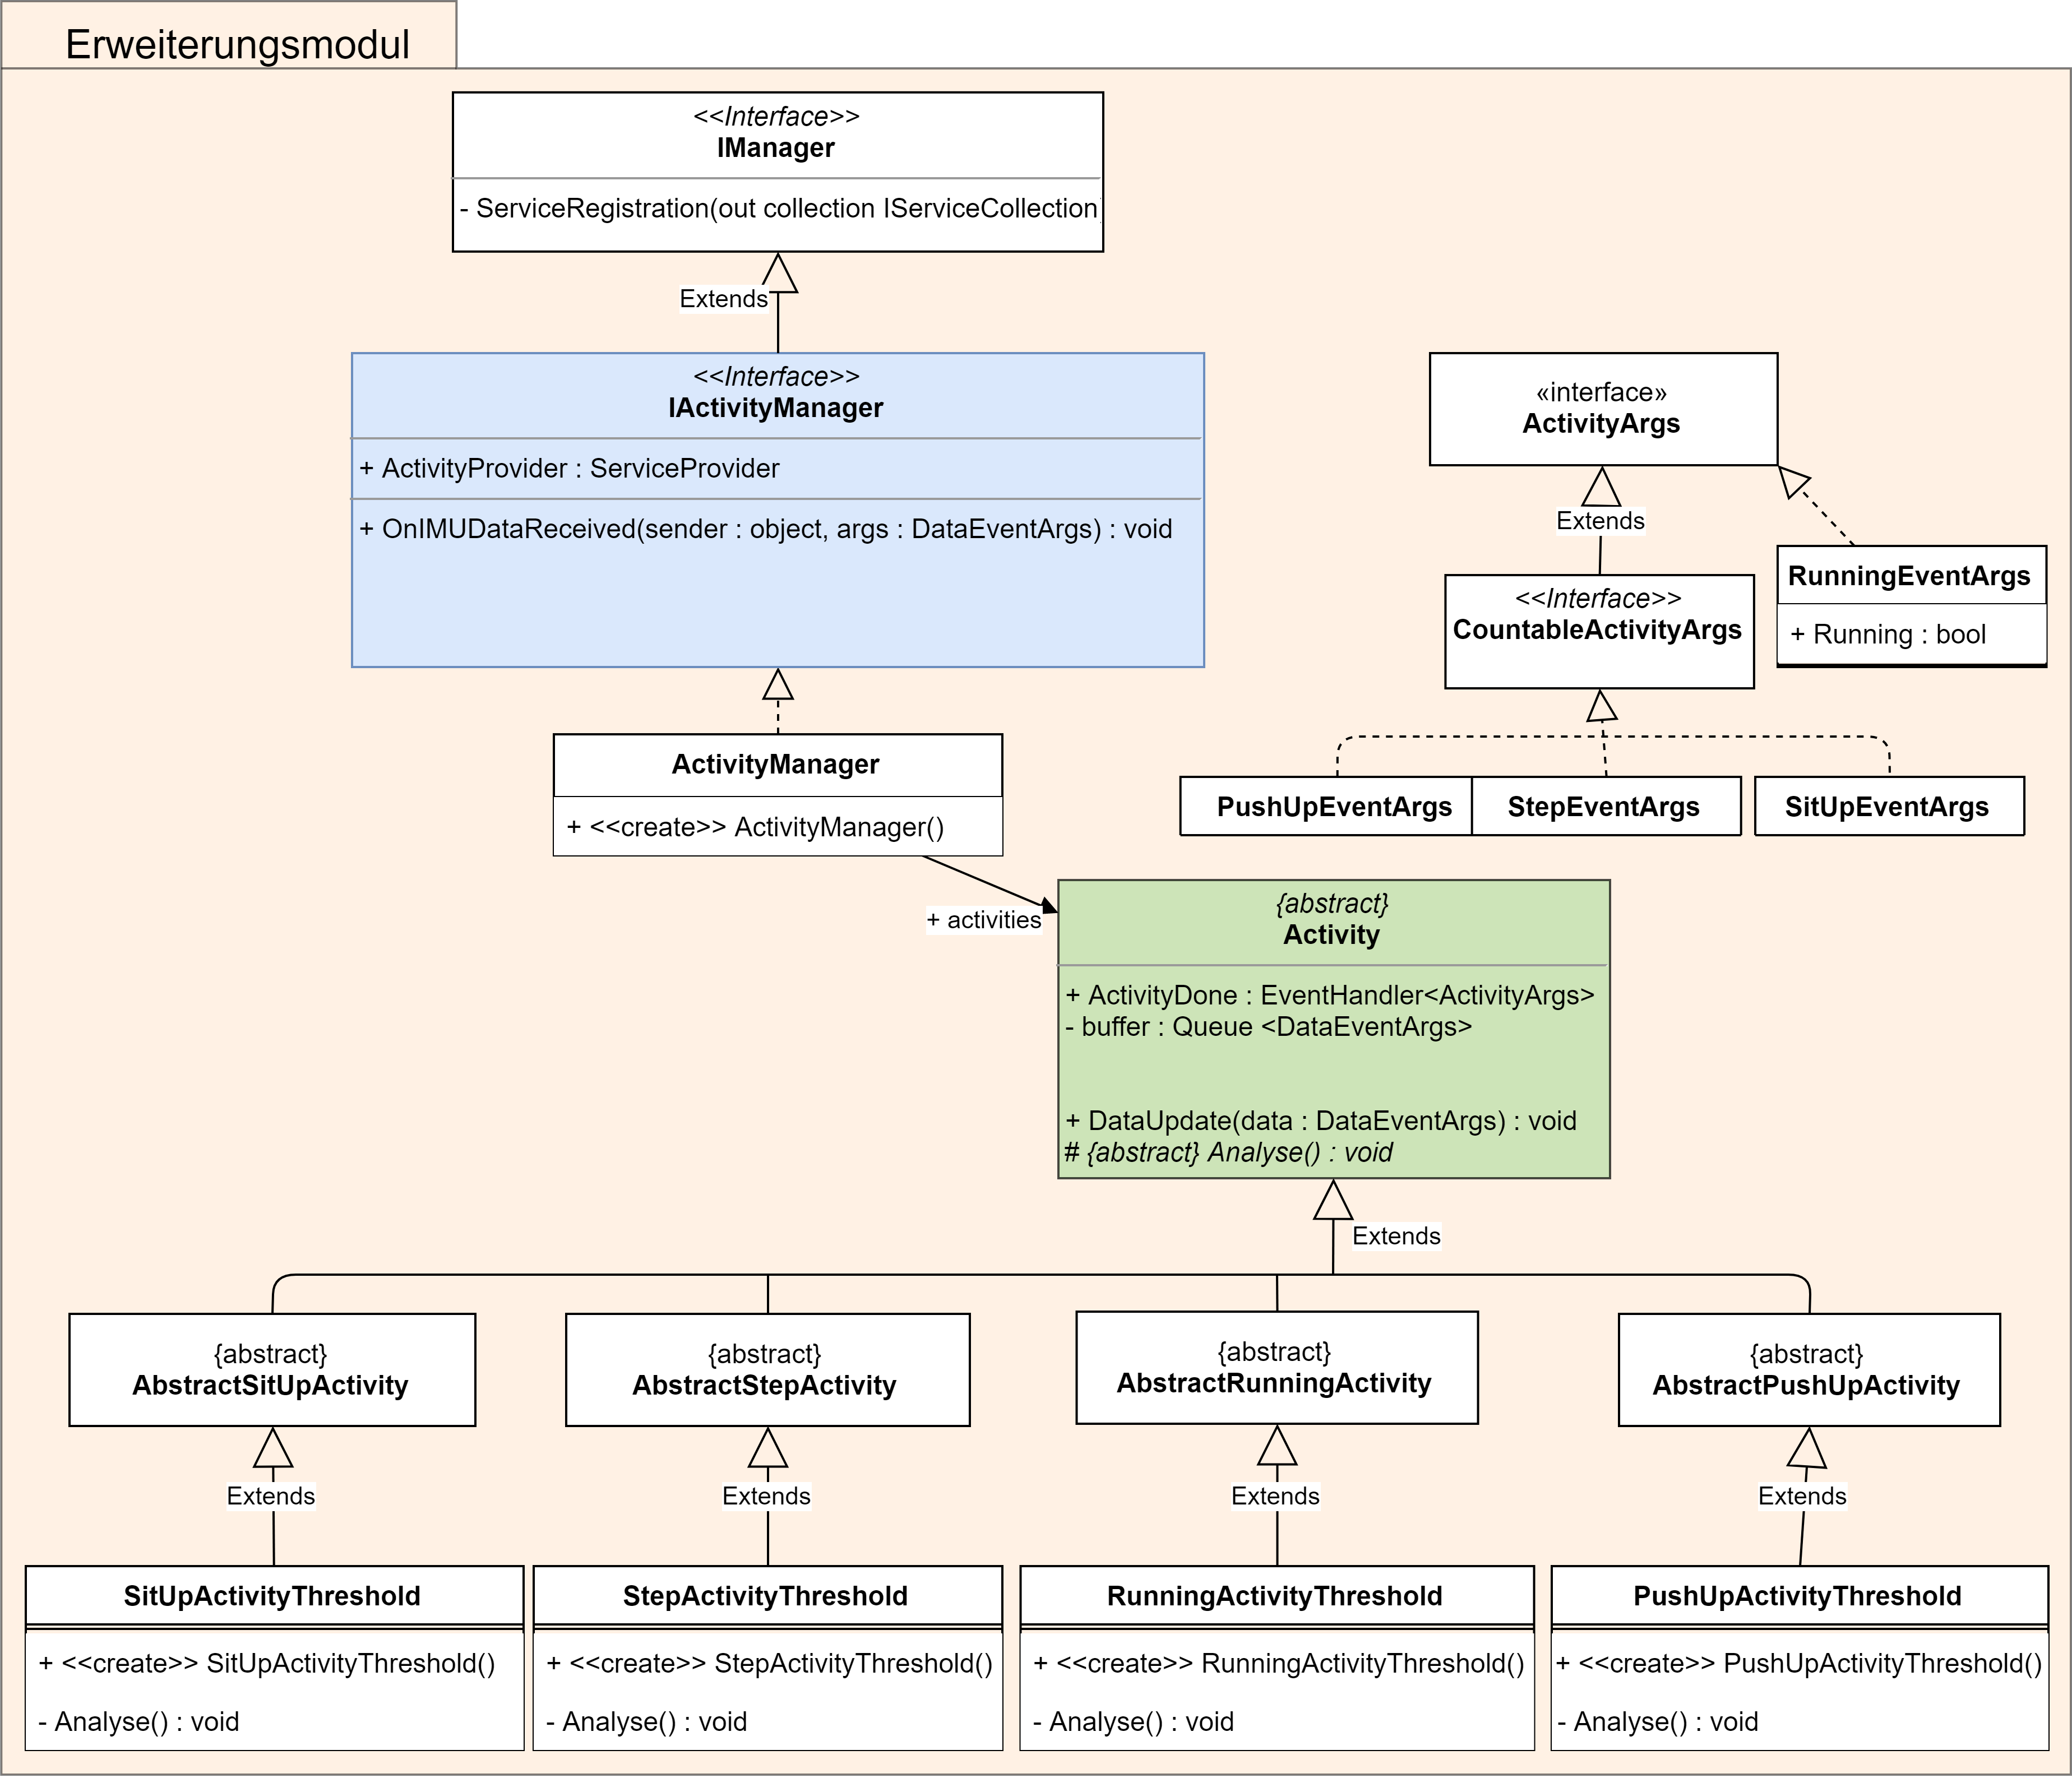 Erweiterungsmodul
<<Interface>>
IManager
- ServiceRegistration(out collection IServiceCollection
Extends
<<Interface>>
IActivityManager
+ ActivityProvider : ServiceProvider
+ OnIMUDataReceived(sender : object, args : DataEventArgs) : void
«interface»
ActivityArgs
Extends
<<Interface>>
CountableActivityArgs
RunningEventArgs
+ Running : bool
ActivityManager
+ <<create>> ActivityManager()
PushUpEventArgs
StepEventArgs
SitUpEventArgs
+ activities
{abstract}
Activity
+ ActivityDone : EventHandler<ActivityArgs>
- buffer : Queue <DataEventArgs>
+ DataUpdate(data : DataEventArgs) : void
# {abstract} Analyse() : void
Extends
{abstract}
AbstractSitUpActivity
{abstract}
AbstractStepActivity
{abstract}
AbstractRunningActivity
{abstract}
AbstractPushUpActivity
Extends
Extends
Extends
Extends
SitUpActivityThreshold
+ <<create>> SitUpActivityThreshold()
- Analyse() : void
StepActivityThreshold
+ <<create>> StepActivityThreshold()
- Analyse() : void
RunningActivityThreshold
+ <<create>> RunningActivityThreshold()
- Analyse() : void
PushUpActivityThreshold
+ <<create>> PushUpActivityThreshold()
- Analyse() : void